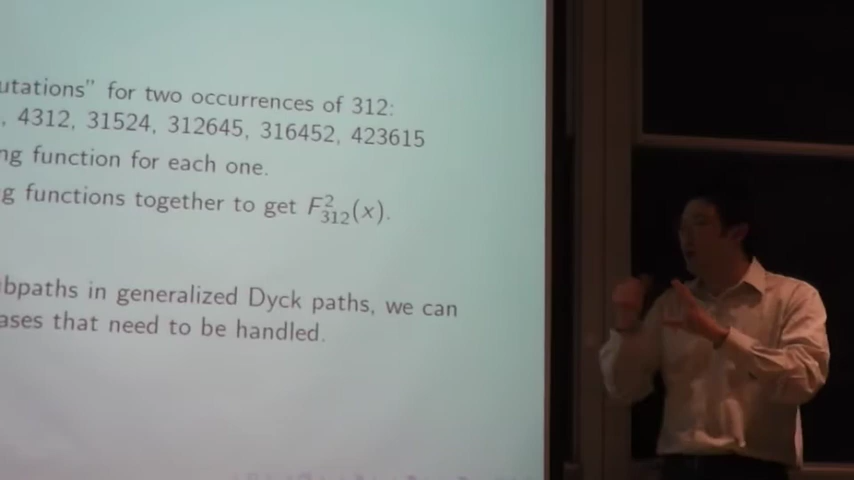 utations" for two occurrences of 312:
, 4312, 31524, 312645, 316452, 423615
ng function for each one.
g functions together to get F²₃₁₂(x).
bpaths in generalized Dyck paths, we can
ases that need to be handled.